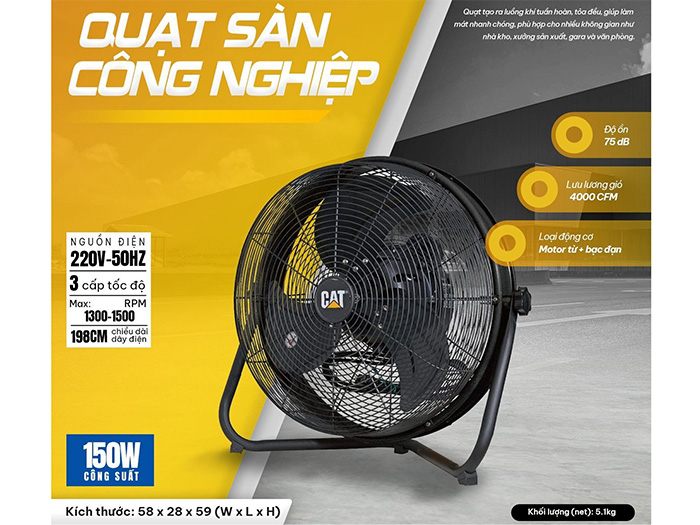 QUẠT SÀN
CÔNG NGHIỆP
Quạt tạo ra luồng khí tuần hoàn, tỏa đều, giúp làm
mát nhanh chóng, phù hợp cho nhiều không gian như
nhà kho, xưởng sản xuất, gara và văn phòng.
Độ ồn
75 dB
Lưu lượng gió
4000 CFM
Loại động cơ
Motor từ + bạc đạn
NGUỒN ĐIỆN
220V-50HZ
3 cấp tốc độ
Max: RPM
1300-1500
198CM chiều dài
dây điện
CAT
150W
CÔNG SUẤT
Kích thước: 58 x 28 x 59 (W x L x H)
Khối lượng (net): 5.1kg